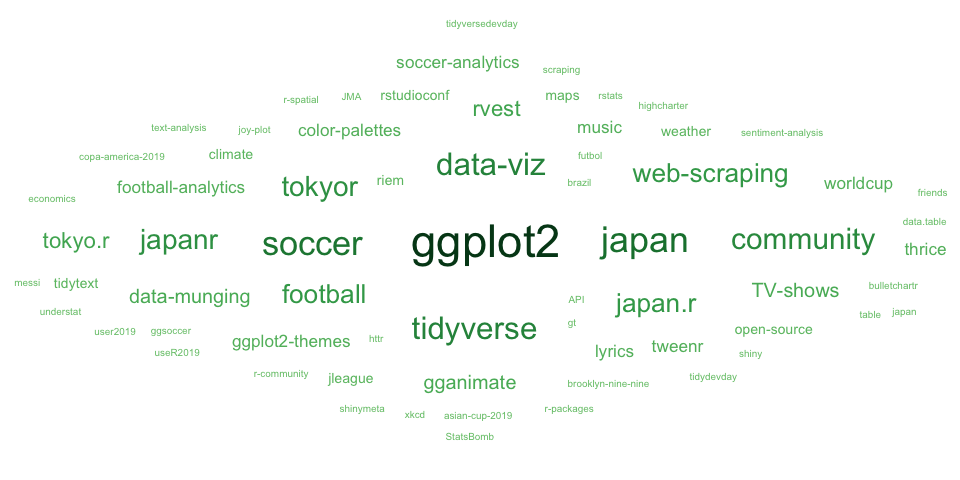 tidyversedevday
soccer-analytics
scraping
r-spatial JMA rstudioconf rvest maps rstats
highcharter
text-analysis joy-plot color-palettes music weather sentiment-analysis
copa-america-2019 climate data-viz futbol
football-analytics tokyor riem brazil web-scraping worldcup
economics friends
tokyo.r japanr soccer ggplot2 japan community data.table
thrice
messi tidytext data-munging football API japan.r TV-shows bulletchartr
understat table japan
user2019 ggsoccer tidyverse gt open-source
useR2019 ggplot2-themes httr lyrics tweenr shiny
r-community jleague gganimate brooklyn-nine-nine tidydevday
shinymeta xkcd asian-cup-2019 r-packages
StatsBomb